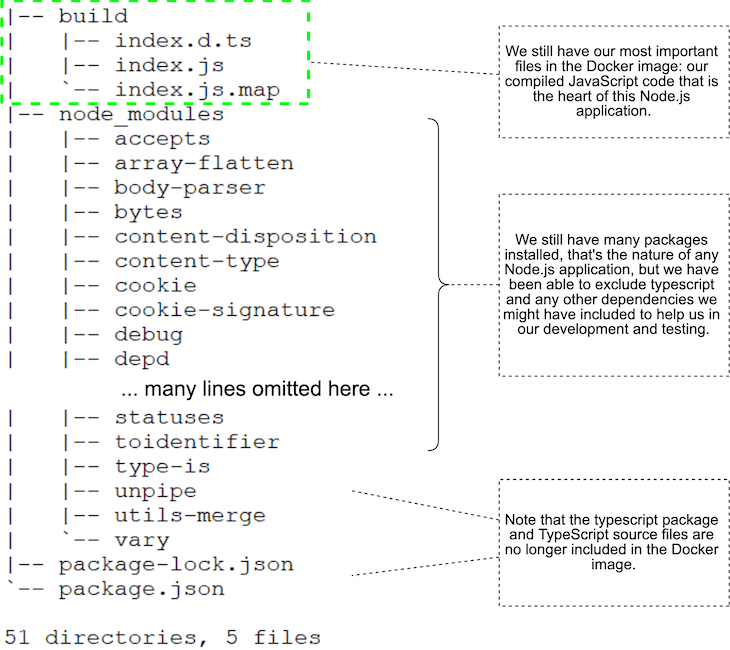 |-- build
|   |-- index.d.ts
|   |-- index.js
|   `-- index.js.map
|-- node_modules
|   |-- accepts
|   |-- array-flatten
|   |-- body-parser
|   |-- bytes
|   |-- content-disposition
|   |-- content-type
|   |-- cookie
|   |-- cookie-signature
|   |-- debug
|   |-- depd
... many lines omitted here ...
|   |-- statuses
|   |-- toidentifier
|   |-- type-is
|   |-- unpipe
|   |-- utils-merge
|   `-- vary
|-- package-lock.json
`-- package.json
51 directories, 5 files
We still have our most important
files in the Docker image: our
compiled JavaScript code that is
the heart of this Node.js
application.
We still have many packages
installed, that's the nature of any
Node.js application, but we have
been able to exclude typescript
and any other dependencies we
might have included to help us in
our development and testing.
Note that the typescript package
and TypeScript source files are
no longer included in the Docker
image.